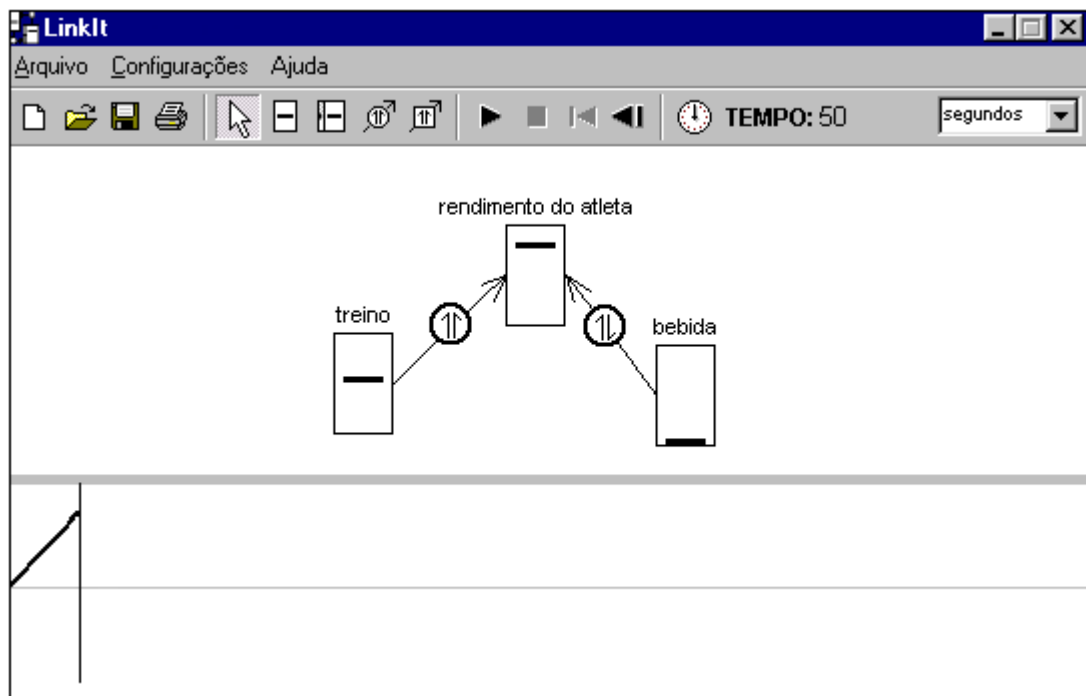 LinkIt
Arquivo Configurações Ajuda
TEMPO: 50 segundos
rendimento do atleta
treino
bebida